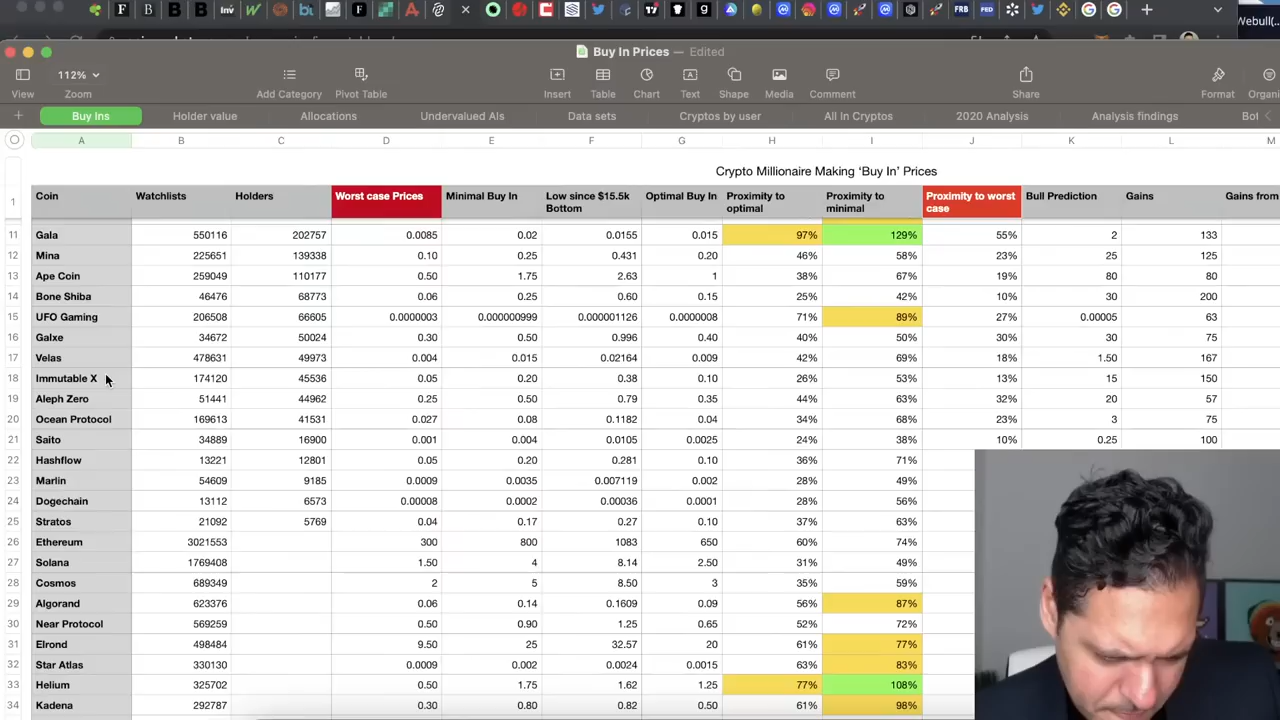 Webull(...
Buy In Prices — Edited
112%
View Zoom Add Category Pivot Table Insert Table Chart Text Shape Media Comment Share Format Organi
Buy Ins Holder value Allocations Undervalued AIs Data sets Cryptos by user All In Cryptos 2020 Analysis Analysis findings Bot
A B C D E F G H I J K L M
Crypto Millionaire Making ‘Buy In’ Prices
1 Coin Watchlists Holders Worst case Prices Minimal Buy In Low since $15.5k Bottom Optimal Buy In Proximity to optimal Proximity to minimal Proximity to worst case Bull Prediction Gains Gains from
11 Gala 550116 202757 0.0085 0.02 0.0155 0.015 97% 129% 55% 2 133
12 Mina 225651 139338 0.10 0.25 0.431 0.20 46% 58% 23% 25 125
13 Ape Coin 259049 110177 0.50 1.75 2.63 1 38% 67% 19% 80 80
14 Bone Shiba 46476 68773 0.06 0.25 0.60 0.15 25% 42% 10% 30 200
15 UFO Gaming 206508 66605 0.0000003 0.000000999 0.000001126 0.0000008 71% 89% 27% 0.00005 63
16 Galxe 34672 50024 0.30 0.50 0.996 0.40 40% 50% 30% 30 75
17 Velas 478631 49973 0.004 0.015 0.02164 0.009 42% 69% 18% 1.50 167
18 Immutable X 174120 45536 0.05 0.20 0.38 0.10 26% 53% 13% 15 150
19 Aleph Zero 51441 44962 0.25 0.50 0.79 0.35 44% 63% 32% 20 57
20 Ocean Protocol 169613 41531 0.027 0.08 0.1182 0.04 34% 68% 23% 3 75
21 Saito 34889 16900 0.001 0.004 0.0105 0.0025 24% 38% 10% 0.25 100
22 Hashflow 13221 12801 0.05 0.20 0.281 0.10 36% 71%
23 Marlin 54609 9185 0.0009 0.0035 0.007119 0.002 28% 49%
24 Dogechain 13112 6573 0.00008 0.0002 0.00036 0.0001 28% 56%
25 Stratos 21092 5769 0.04 0.17 0.27 0.10 37% 63%
26 Ethereum 3021553 300 800 1083 650 60% 74%
27 Solana 1769408 1.50 4 8.14 2.50 31% 49%
28 Cosmos 689349 2 5 8.50 3 35% 59%
29 Algorand 623376 0.06 0.14 0.1609 0.09 56% 87%
30 Near Protocol 569259 0.50 0.90 1.25 0.65 52% 72%
31 Elrond 498484 9.50 25 32.57 20 61% 77%
32 Star Atlas 330130 0.0009 0.002 0.0024 0.0015 63% 83%
33 Helium 325702 0.50 1.75 1.62 1.25 77% 108%
34 Kadena 292787 0.30 0.80 0.82 0.50 61% 98%